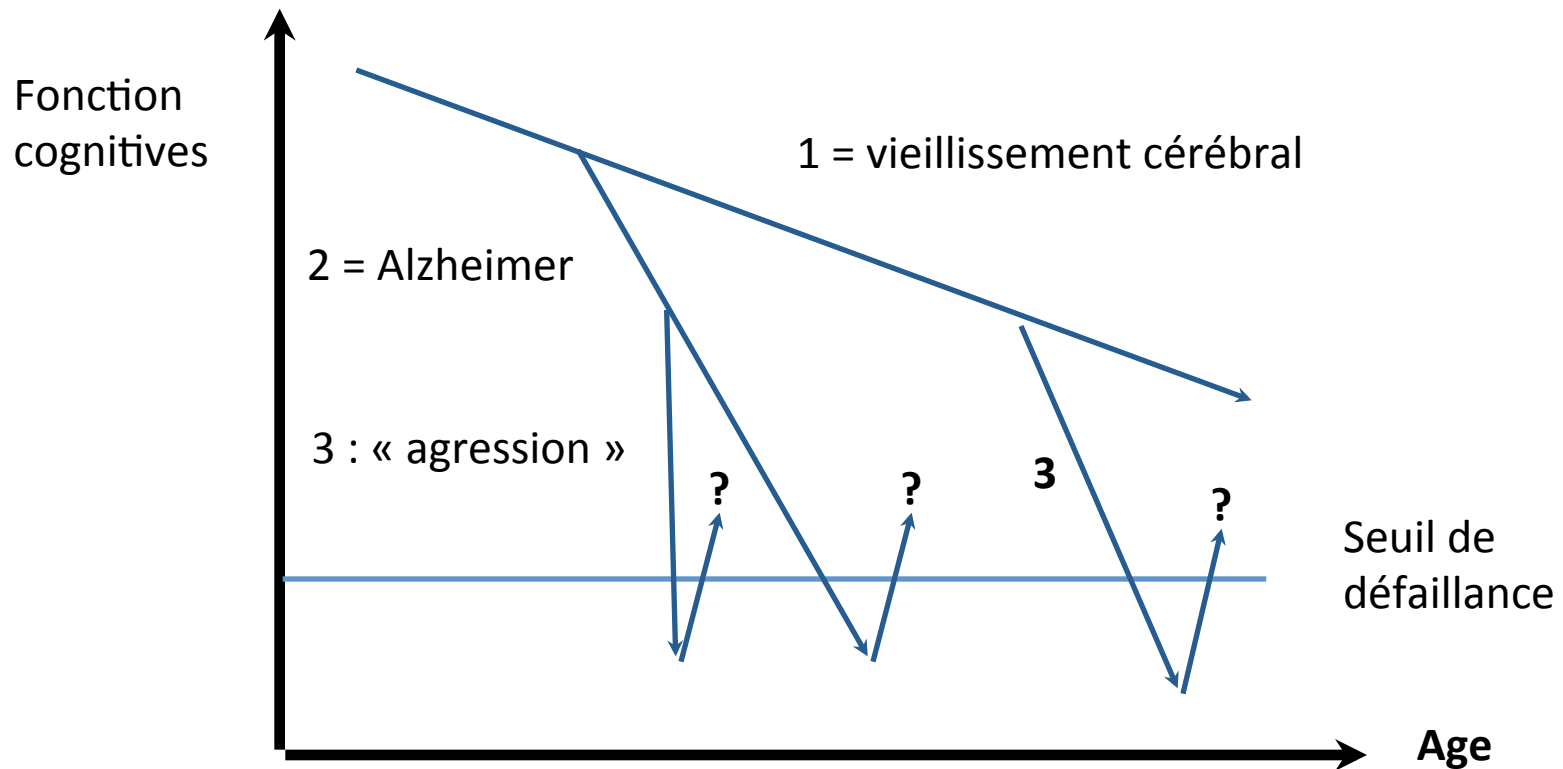 Fonction
cognitives
1 = vieillissement cérébral
2 = Alzheimer
3 : « agression »
?
?
3
?
Seuil de
défaillance
Age